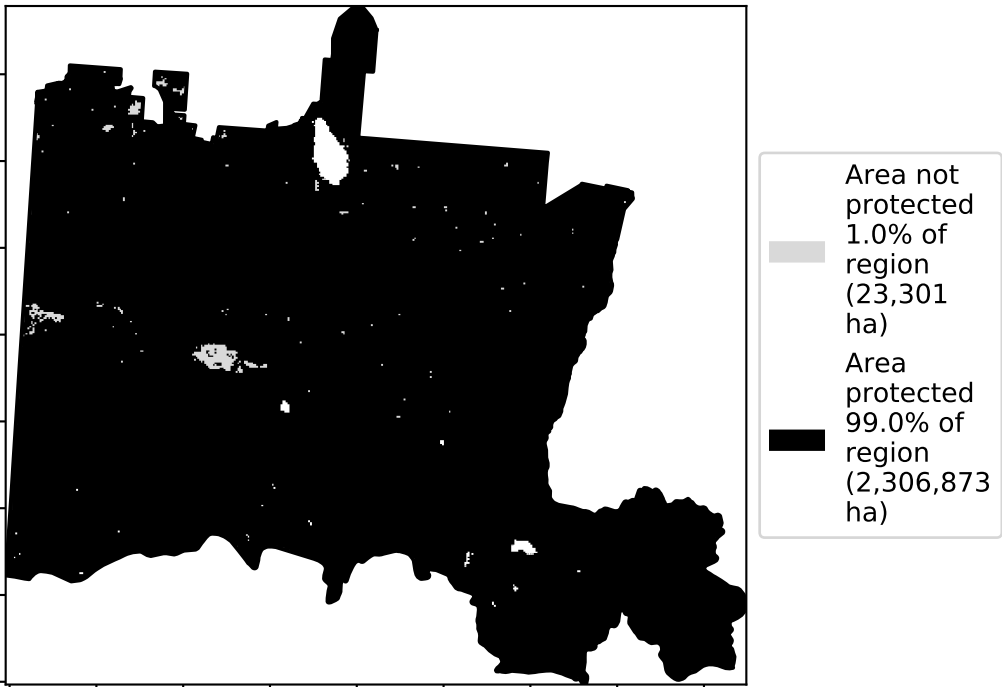 Area not
protected
1.0% of
region
(23,301
ha)
Area
protected
99.0% of
region
(2,306,873
ha)